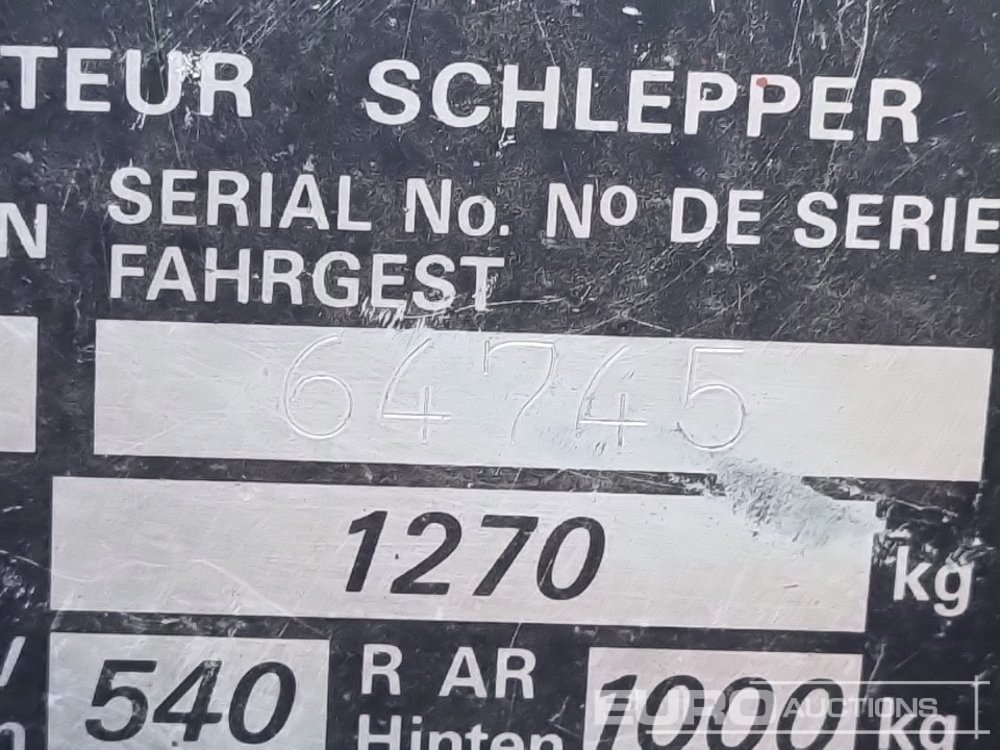 TEUR SCHLEPPER
SERIAL No. Nº DE SERIE
N
FAHRGEST
64745
1270 kg
540 R AR 1000 kg
Hinten
EURO AUCTIONS